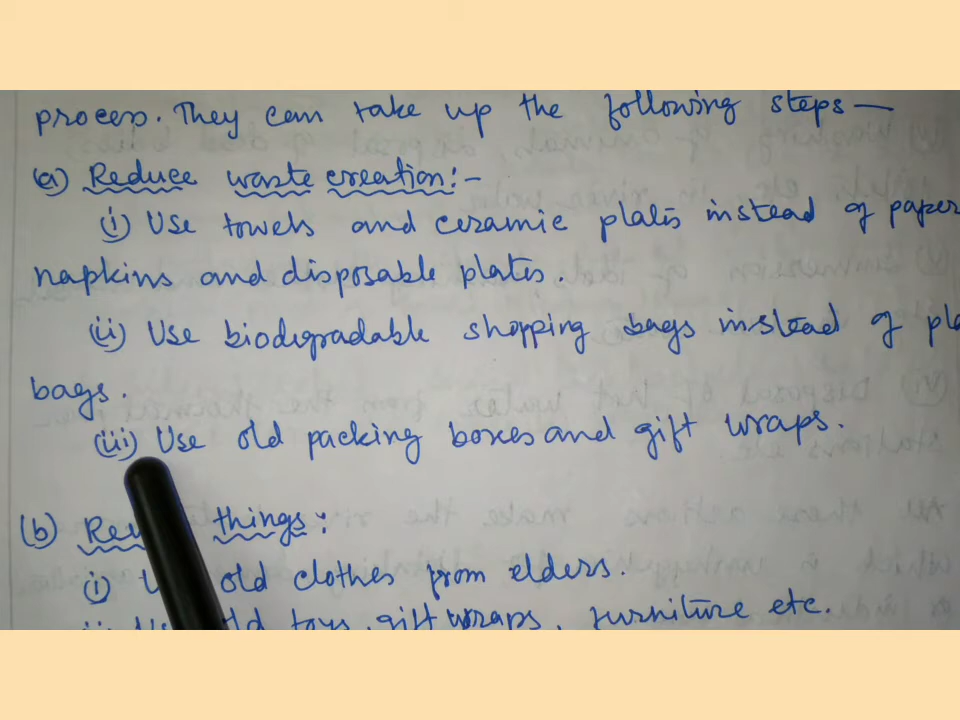 process. They can take up the following steps —
(a) Reduce waste creation:-
(i) Use towels and ceramic plates instead of paper
napkins and disposable plates.
(ii) Use biodegradable shopping bags instead of
bags.
(iii) Use old packing boxes and gift wraps.
(b) things:
(i) old clothes from elders.
old toys, gift wraps, furniture etc.